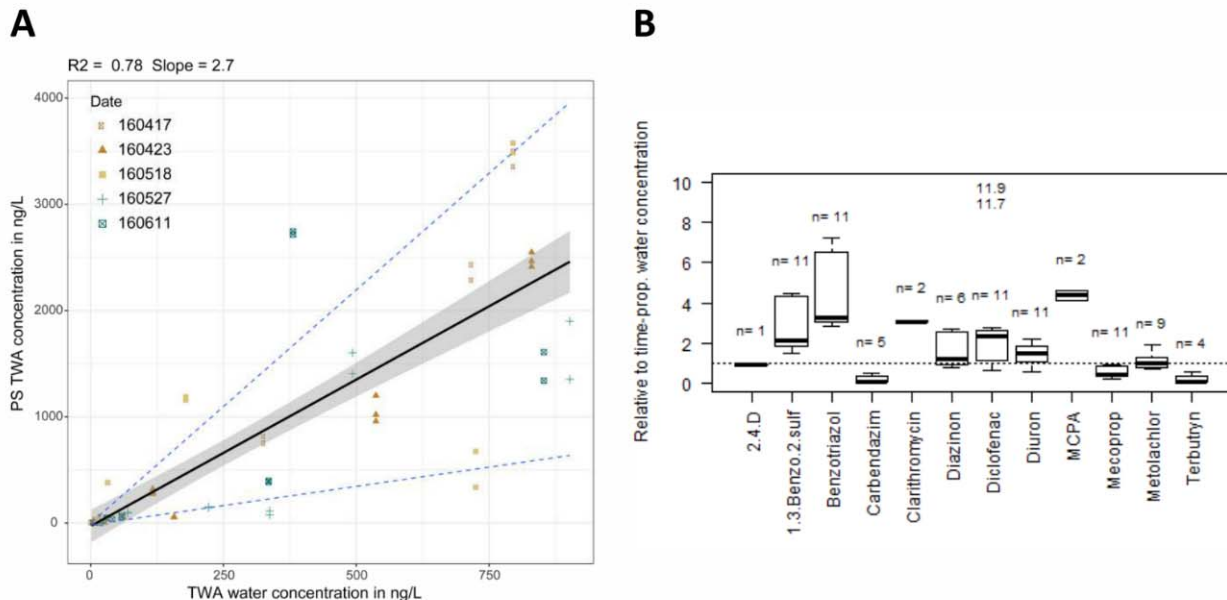 A
R2 = 0.78 Slope = 2.7
PS TWA concentration in ng/L
4000
3000
2000
1000
0
Date
160417
160423
160518
160527
160611
0 250 500 750
TWA water concentration in ng/L
B
Relative to time-prop. water concentration
10
8
6
4
2
0
11.9
11.7
n= 1
n= 11
n= 11
n= 5
n= 2
n= 6
n= 11
n= 11
n= 2
n= 11
n= 9
n= 4
2.4.D
1.3.Benzo.2.sulf
Benzotriazol
Carbendazim
Clarithromycin
Diazinon
Diclofenac
Diuron
MCPA
Mecoprop
Metolachlor
Terbutryn